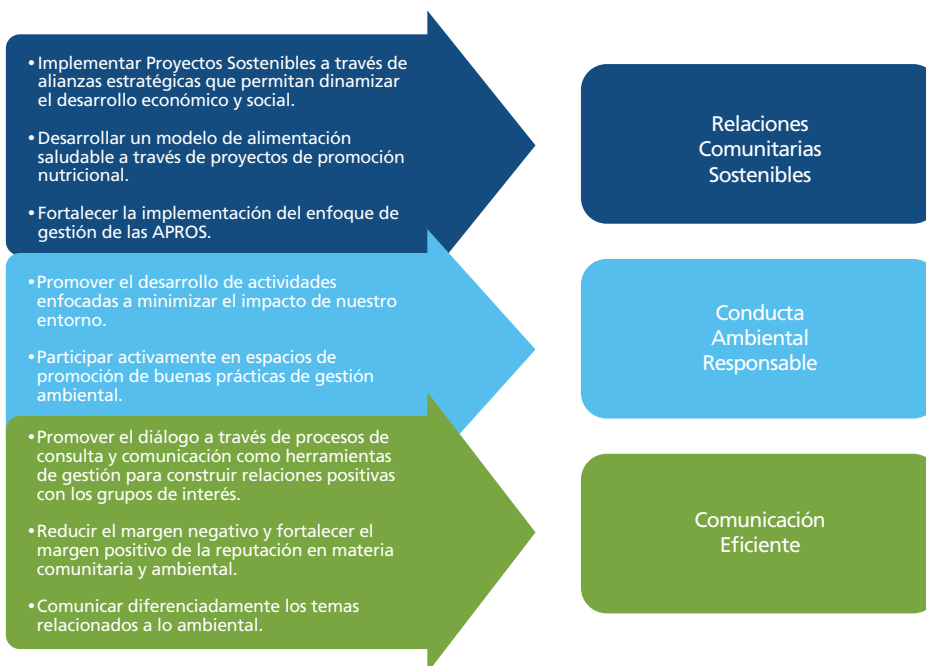 • Implementar Proyectos Sostenibles a través de
alianzas estratégicas que permitan dinamizar
el desarrollo económico y social.
• Desarrollar un modelo de alimentación
saludable a través de proyectos de promoción
nutricional.
• Fortalecer la implementación del enfoque de
gestión de las APROS.
Relaciones
Comunitarias
Sostenibles
• Promover el desarrollo de actividades
enfocadas a minimizar el impacto de nuestro
entorno.
• Participar activamente en espacios de
promoción de buenas prácticas de gestión
ambiental.
Conducta
Ambiental
Responsable
• Promover el diálogo a través de procesos de
consulta y comunicación como herramientas
de gestión para construir relaciones positivas
con los grupos de interés.
• Reducir el margen negativo y fortalecer el
margen positivo de la reputación en materia
comunitaria y ambiental.
• Comunicar diferenciadamente los temas
relacionados a lo ambiental.
Comunicación
Eficiente